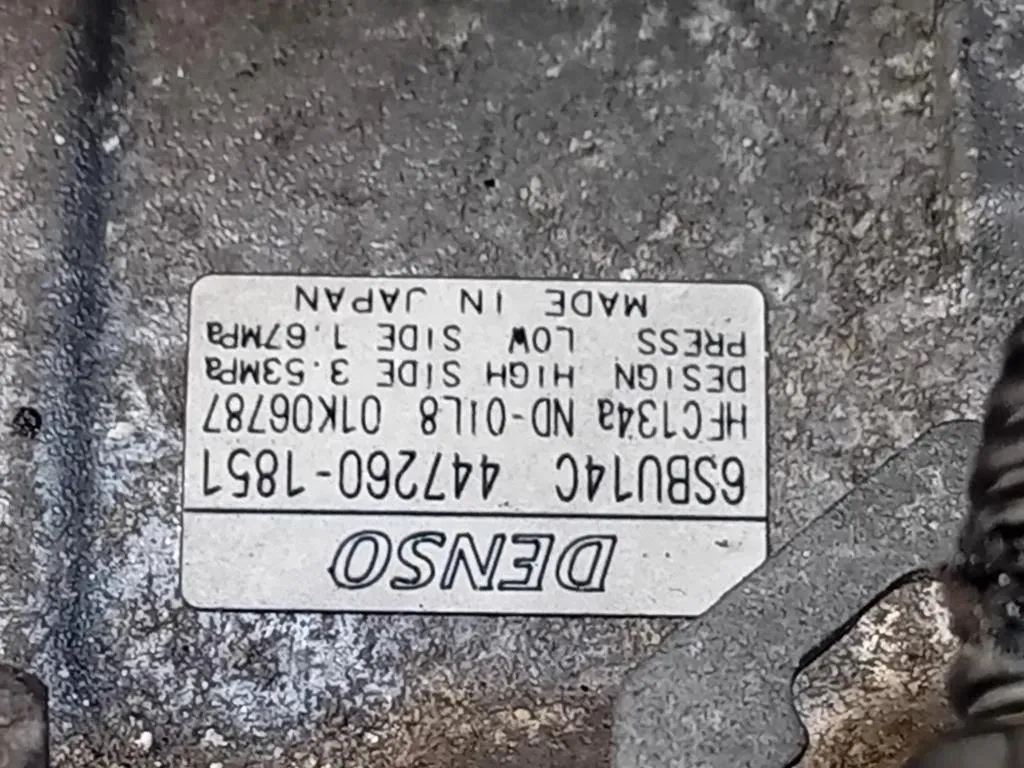 DENSO
6SBU14C 447260-1851
HFC134a ND-OIL8 01K06787
DESIGN HIGH SIDE 3.53MPa
PRESS LOW SIDE 1.67MPa
MADE IN JAPAN